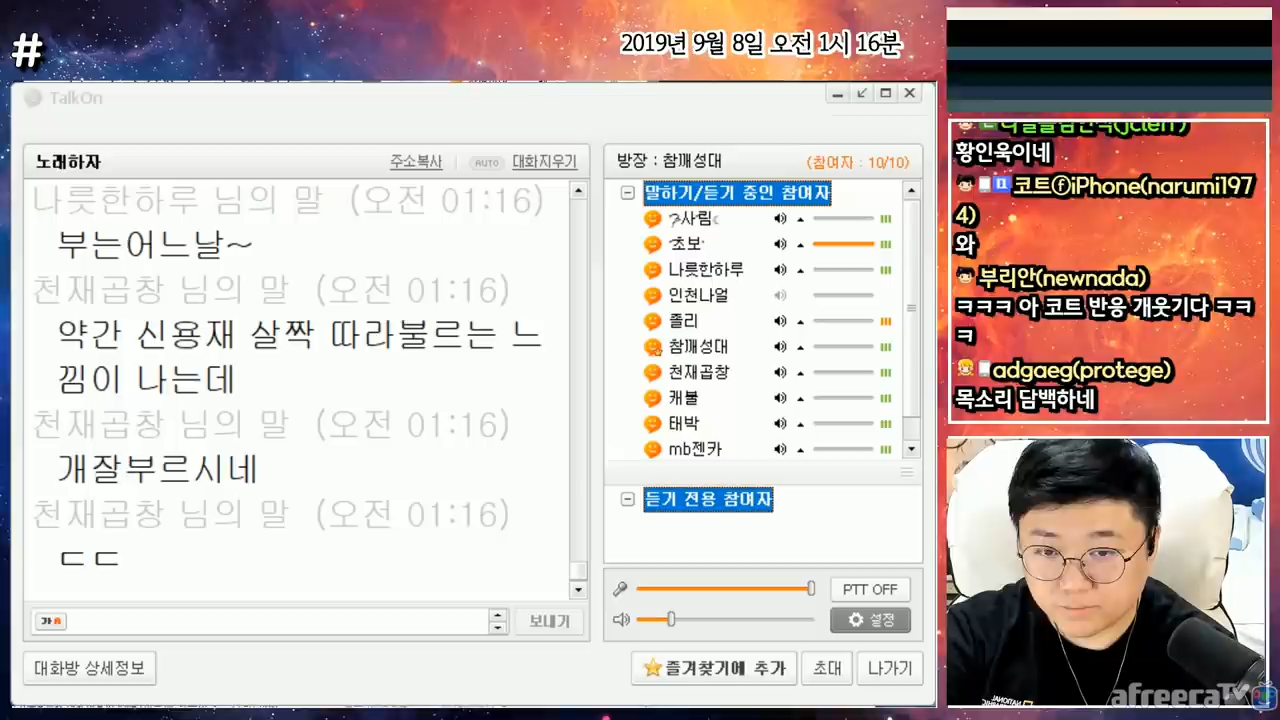 #
2019년 9월 8일 오전 1시 16분
TalkOn
노래하자
주소복사
AUTO
대화지우기
나릇한하루 님의 말 (오전 01:16)
부는어느날~
천재곱창 님의 말 (오전 01:16)
약간 신용재 살짝 따라불르는 느
낌이 나는데
천재곱창 님의 말 (오전 01:16)
개잘부르시네
천재곱창 님의 말 (오전 01:16)
ㄷㄷ
가
보내기
대화방 상세정보
방장 : 참깨성대
(참여자 : 10/10)
말하기/듣기 중인 참여자
사림
초보
나릇한하루
인천나얼
졸리
참깨성대
천재곱창
캐불
태박
mb젠카
듣기 전용 참여자
PTT OFF
설정
즐겨찾기에 추가
초대
나가기
황인욱이네
코트ⓕiPhone(narumi197
4)
와
부리안(newnada)
ㅋㅋㅋ 아 코트 반응 개웃기다 ㅋㅋ
ㅋ
adgaeg(protege)
목소리 담백하네
afreecaTV